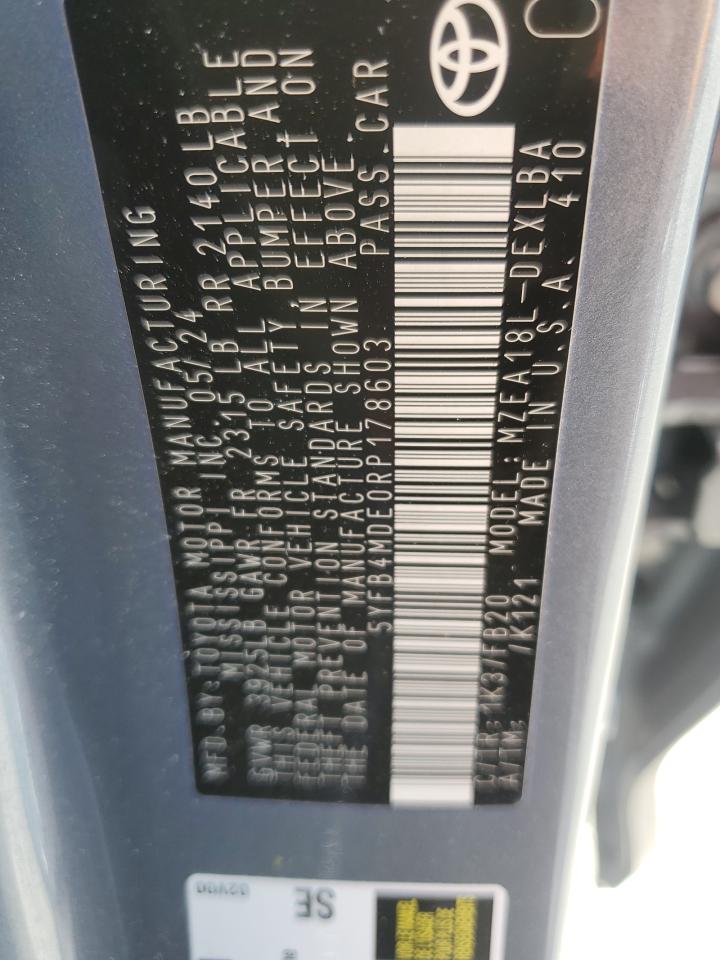 MFD.BY: TOYOTA MOTOR MANUFACTURING
MISSISSIPPI INC. 05/24
GVWR 3925LB GAWR FR 2315 LB RR 2140LB
THIS VEHICLE CONFORMS TO ALL APPLICABLE
FEDERAL MOTOR VEHICLE SAFETY, BUMPER AND
THEFT PREVENTION STANDARDS IN EFFECT ON
THE DATE OF MANUFACTURE SHOWN ABOVE.
5YFB4MDE0RP178603 PASS.CAR
C/TR: 1K3/FB20 MODEL: MZEA18L-DEXLBA
A/TM: /K121 MADE IN U.S.A. 410
C
02V00
SE